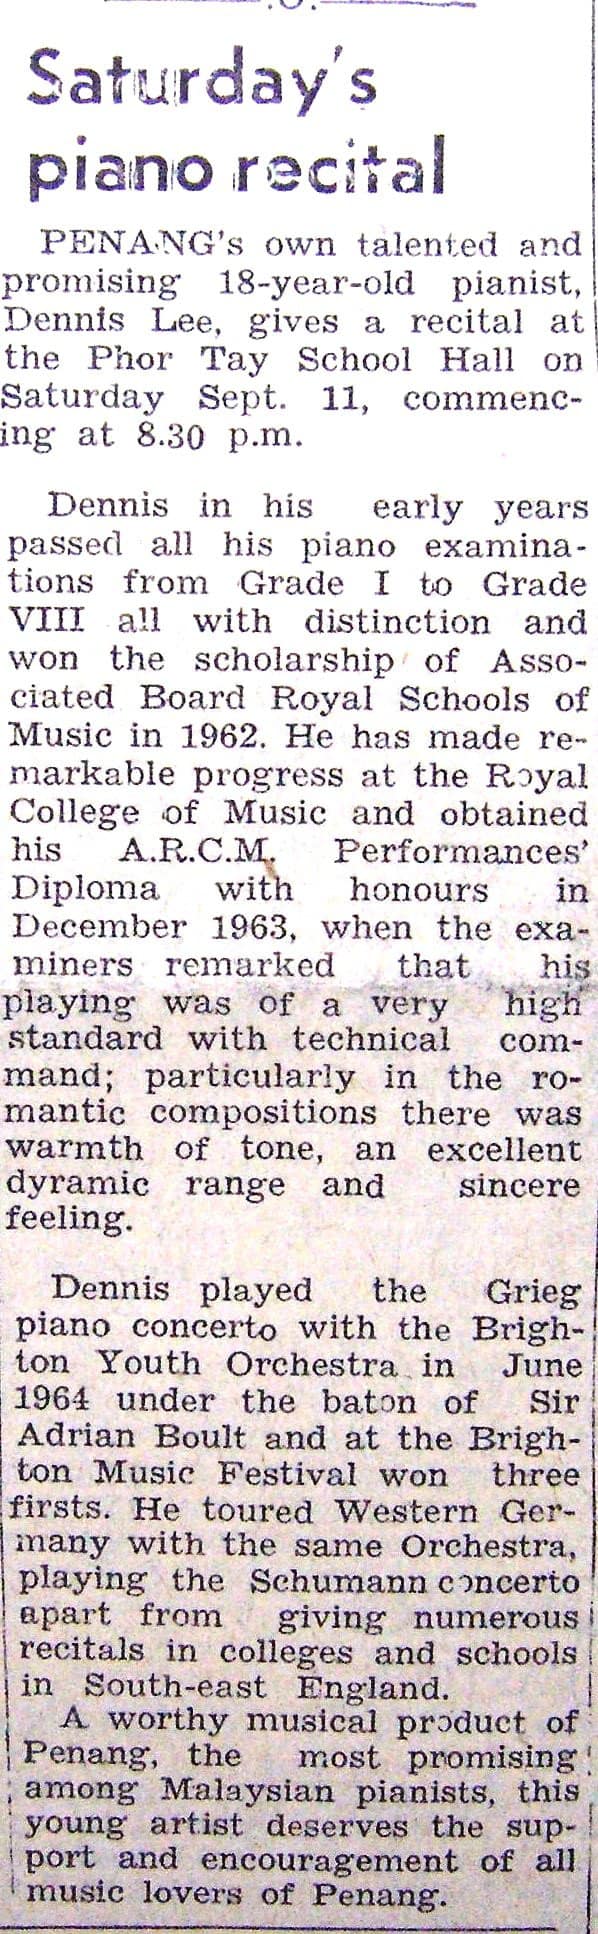 Saturday's
piano recital
PENANG's own talented and
promising 18-year-old pianist,
Dennis Lee, gives a recital at
the Phor Tay School Hall on
Saturday Sept. 11, commenc-
ing at 8.30 p.m.
Dennis in his early years
passed all his piano examina-
tions from Grade I to Grade
VIII all with distinction and
won the scholarship of Asso-
ciated Board Royal Schools of
Music in 1962. He has made re-
markable progress at the Royal
College of Music and obtained
his A.R.C.M. Performances'
Diploma with honours in
December 1963, when the exa-
miners remarked that his
playing was of a very high
standard with technical com-
mand; particularly in the ro-
mantic compositions there was
warmth of tone, an excellent
dyramic range and sincere
feeling.
Dennis played the Grieg
piano concerto with the Brigh-
ton Youth Orchestra in June
1964 under the baton of Sir
Adrian Boult and at the Brigh-
ton Music Festival won three
firsts. He toured Western Ger-
many with the same Orchestra,
playing the Schumann concerto
apart from giving numerous
recitals in colleges and schools
in South-east England.
A worthy musical product of
Penang, the most promising
among Malaysian pianists, this
young artist deserves the sup-
port and encouragement of all
music lovers of Penang.